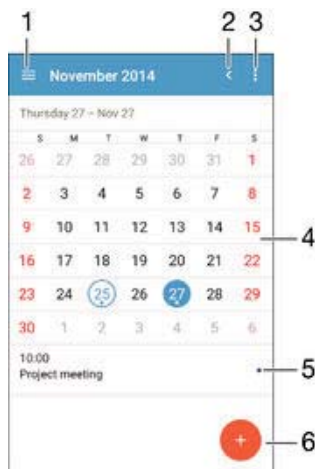 1 2 3
November 2014
Thursday 27 – Nov 27
S M T W T F S
26 27 28 29 30 31 1
2 3 4 5 6 7 8
9 10 11 12 13 14 15
4
16 17 18 19 20 21 22
23 24 25 26 27 28 29
30 1 2 3 4 5 6
10:00
Project meeting
5
+
6